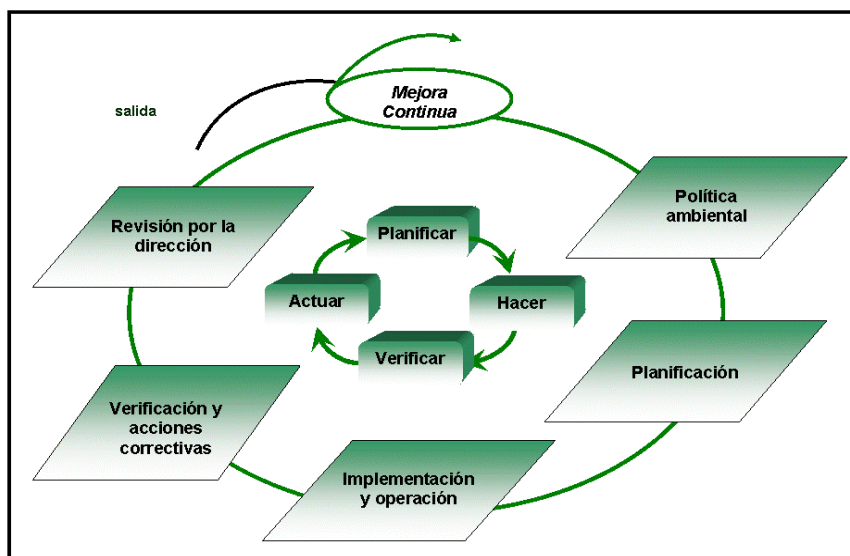 Mejora
Continua
salida
Política
ambiental
Revisión por la
dirección
Planificar
Actuar
Hacer
Verificar
Planificación
Verificación y
acciones
correctivas
Implementación
y operación